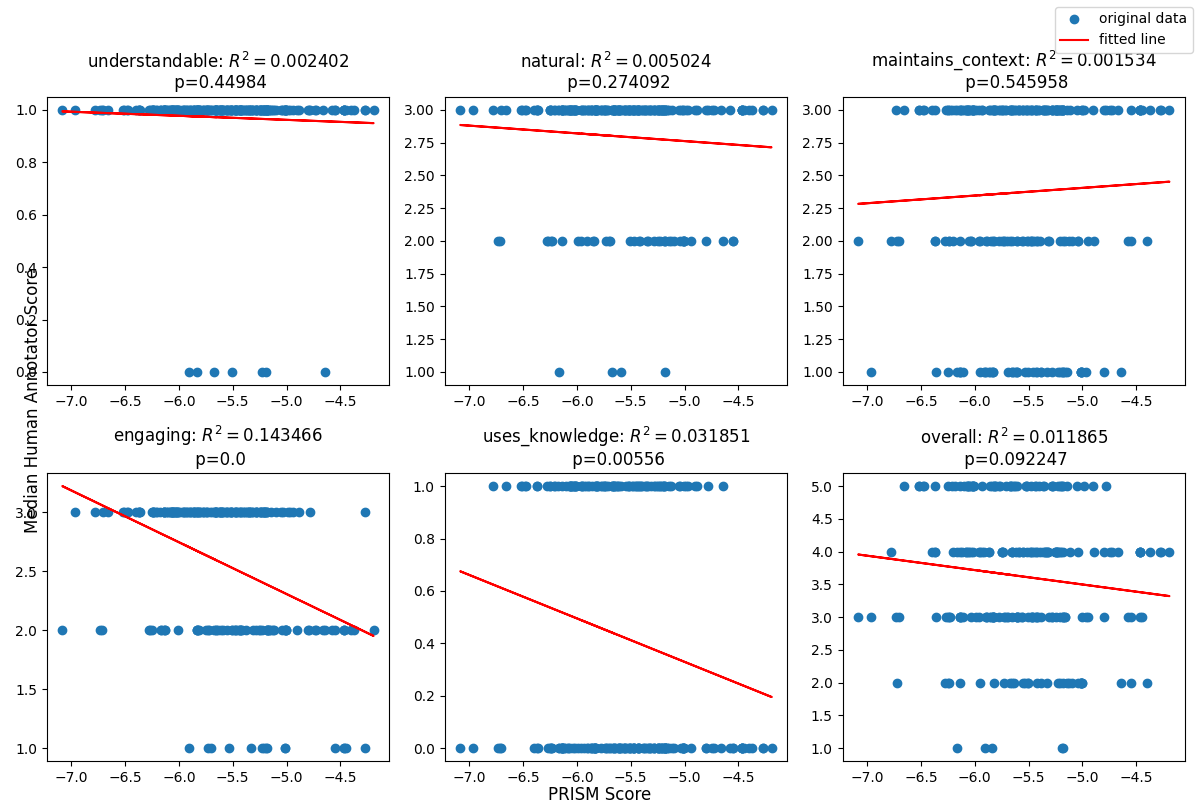 original data
fitted line
understandable: R² = 0.002402
p=0.44984
natural: R² = 0.005024
p=0.274092
maintains_context: R² = 0.001534
p=0.545958
1.0
0.8
0.6
0.4
0.2
0.0
−7.0 −6.5 −6.0 −5.5 −5.0 −4.5
3.00
2.75
2.50
2.25
2.00
1.75
1.50
1.25
1.00
−7.0 −6.5 −6.0 −5.5 −5.0 −4.5
3.00
2.75
2.50
2.25
2.00
1.75
1.50
1.25
1.00
−7.0 −6.5 −6.0 −5.5 −5.0 −4.5
Median Human Annotator Score
engaging: R² = 0.143466
p=0.0
uses_knowledge: R² = 0.031851
p=0.00556
overall: R² = 0.011865
p=0.092247
3.0
2.5
2.0
1.5
1.0
−7.0 −6.5 −6.0 −5.5 −5.0 −4.5
1.0
0.8
0.6
0.4
0.2
0.0
−7.0 −6.5 −6.0 −5.5 −5.0 −4.5
5.0
4.5
4.0
3.5
3.0
2.5
2.0
1.5
1.0
−7.0 −6.5 −6.0 −5.5 −5.0 −4.5
PRISM Score